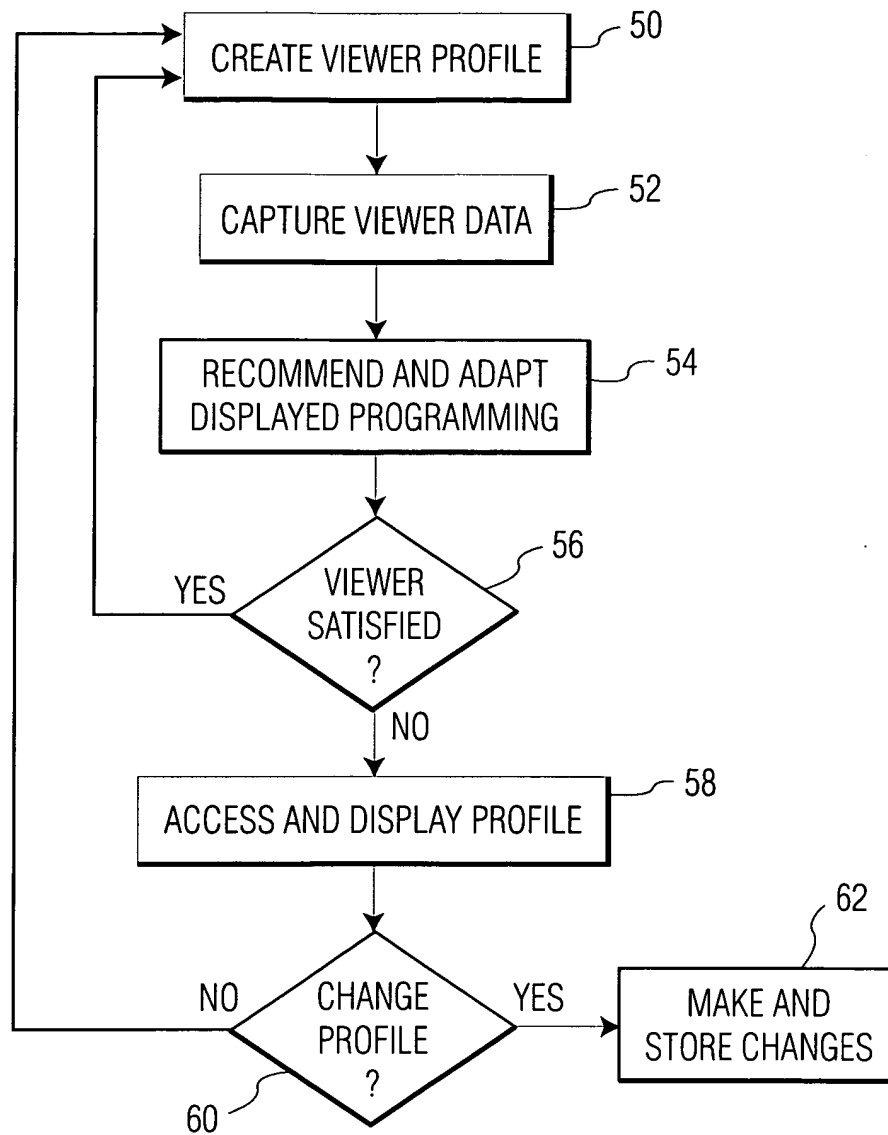 50
CREATE VIEWER PROFILE
52
CAPTURE VIEWER DATA
54
RECOMMEND AND ADAPT
DISPLAYED PROGRAMMING
56
YES
VIEWER
SATISFIED
?
NO
58
ACCESS AND DISPLAY PROFILE
62
NO
CHANGE
PROFILE
?
YES
MAKE AND
STORE CHANGES
60